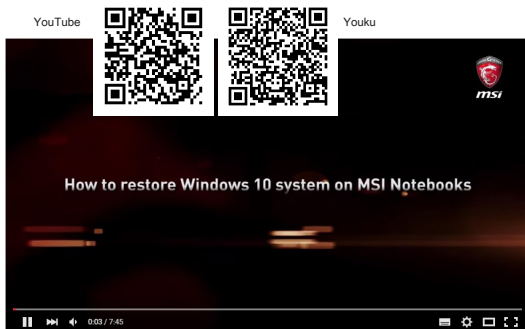 YouTube
Youku
msi
How to restore Windows 10 system on MSI Notebooks
0:03 / 7:45